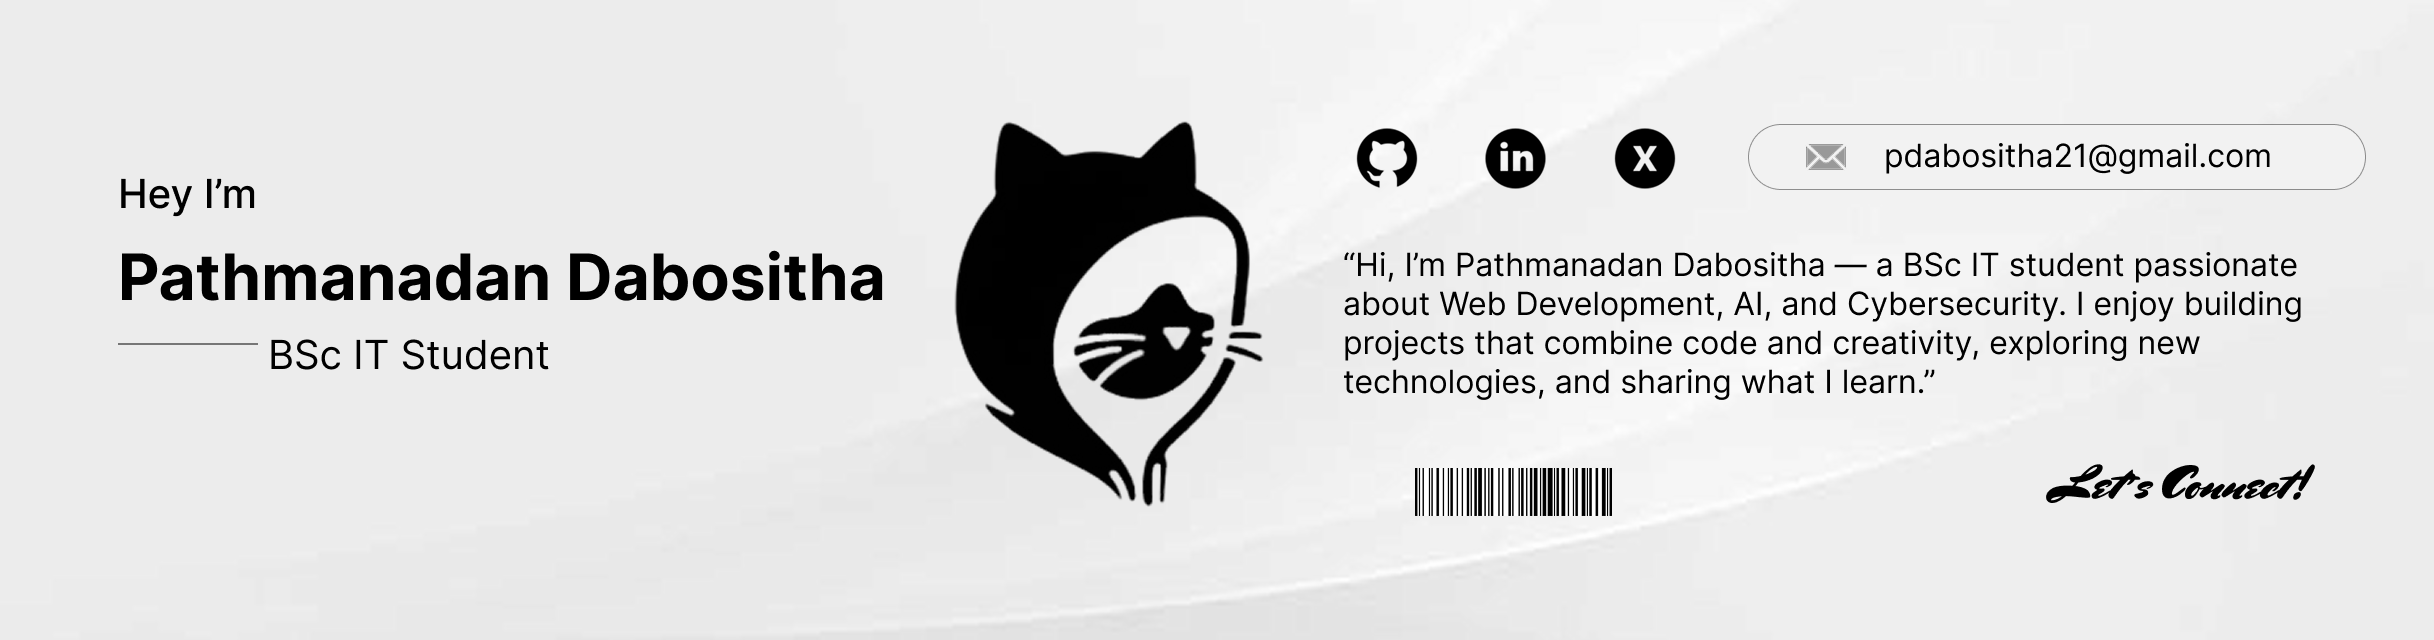 Hey I’m
Pathmanadan Dabositha
BSc IT Student
in
X
pdabositha21@gmail.com
“Hi, I’m Pathmanadan Dabositha — a BSc IT student passionate
about Web Development, AI, and Cybersecurity. I enjoy building
projects that combine code and creativity, exploring new
technologies, and sharing what I learn.”
Let's Connect!